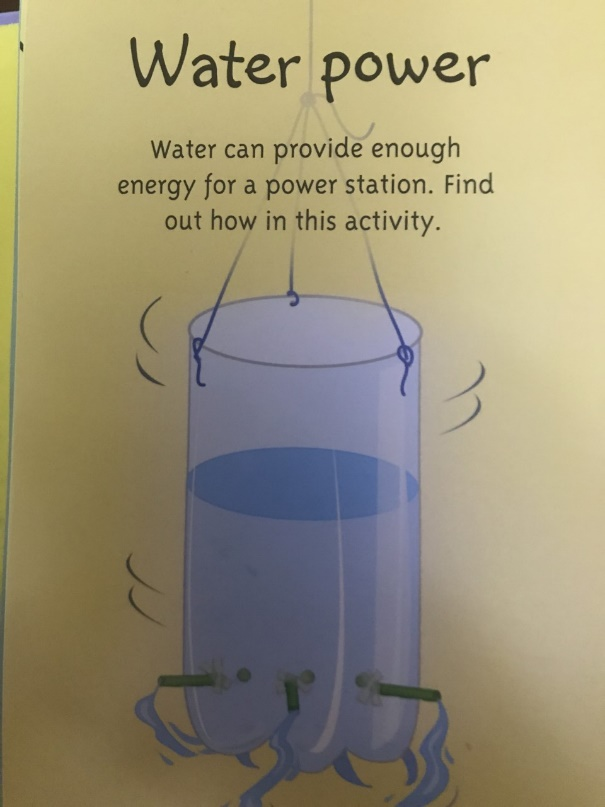 Water power
Water can provide enough
energy for a power station. Find
out how in this activity.